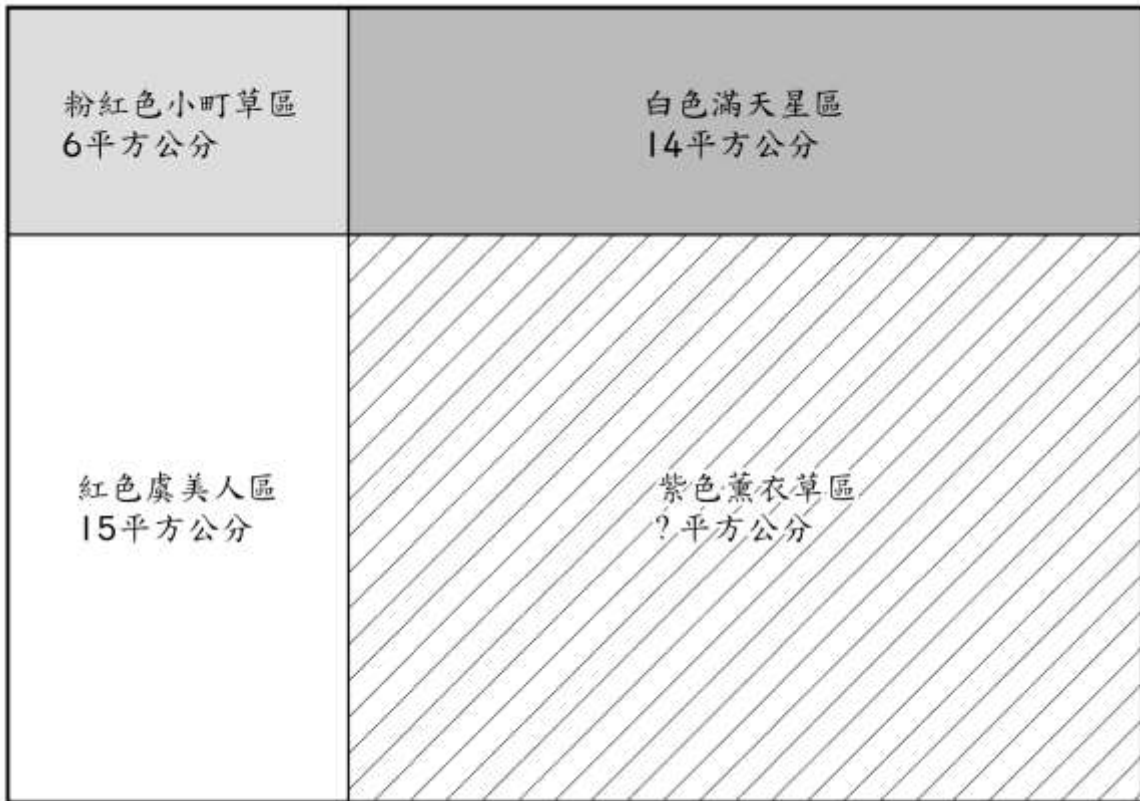 粉紅色小町草區
6平方公分
白色滿天星區
14平方公分
紅色虞美人區
15平方公分
紫色薰衣草區
？平方公分